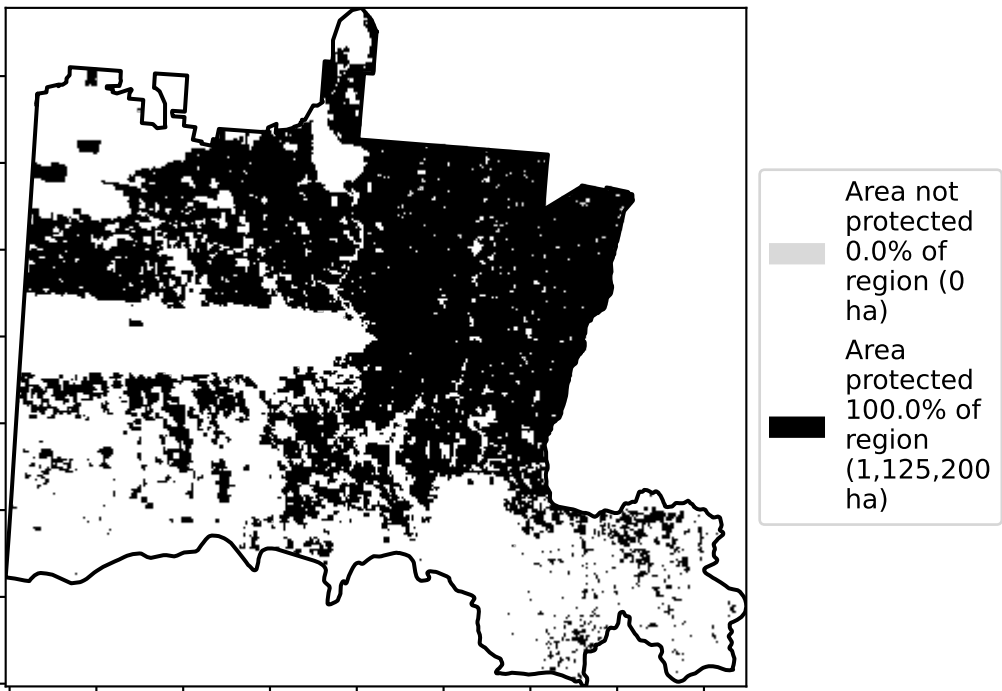 Area not
protected
0.0% of
region (0
ha)
Area
protected
100.0% of
region
(1,125,200
ha)